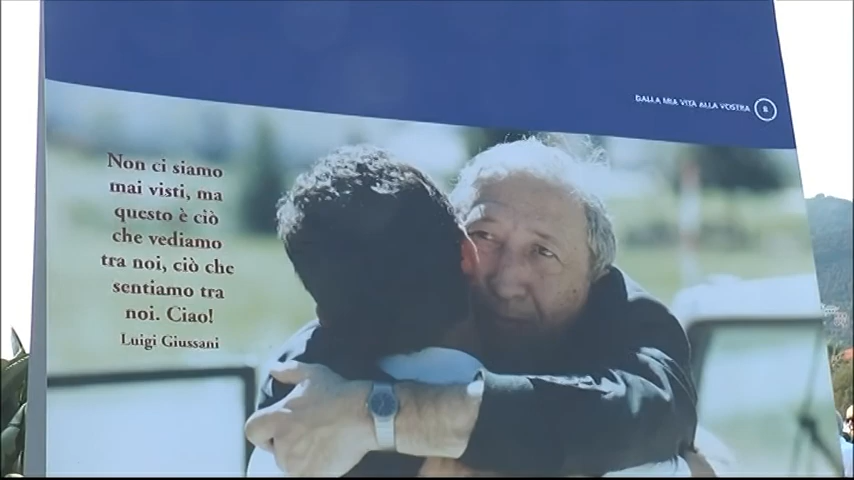 DALLA MIA VITA ALLA VOSTRA 8
Non ci siamo
mai visti, ma
questo è ciò
che vediamo
tra noi, ciò che
sentiamo tra
noi. Ciao!
Luigi Giussani